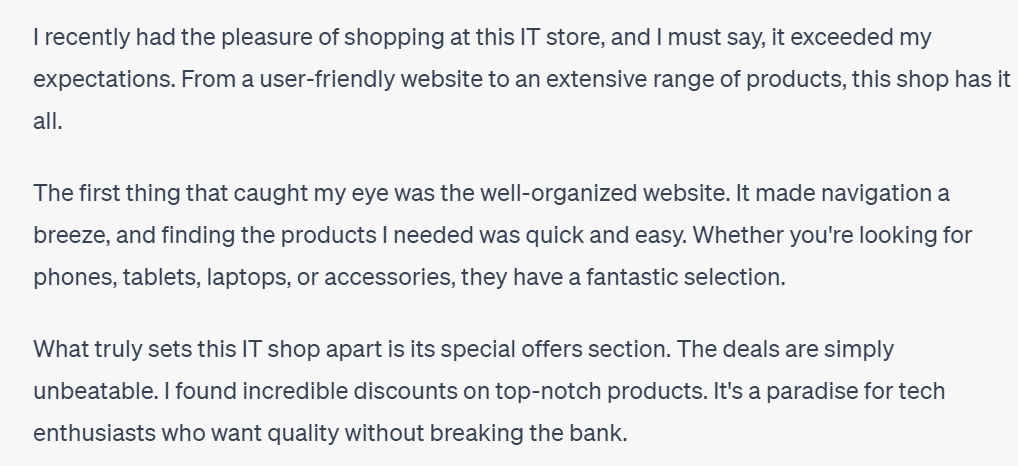 I recently had the pleasure of shopping at this IT store, and I must say, it exceeded my
expectations. From a user-friendly website to an extensive range of products, this shop has it
all.
The first thing that caught my eye was the well-organized website. It made navigation a
breeze, and finding the products I needed was quick and easy. Whether you're looking for
phones, tablets, laptops, or accessories, they have a fantastic selection.
What truly sets this IT shop apart is its special offers section. The deals are simply
unbeatable. I found incredible discounts on top-notch products. It's a paradise for tech
enthusiasts who want quality without breaking the bank.